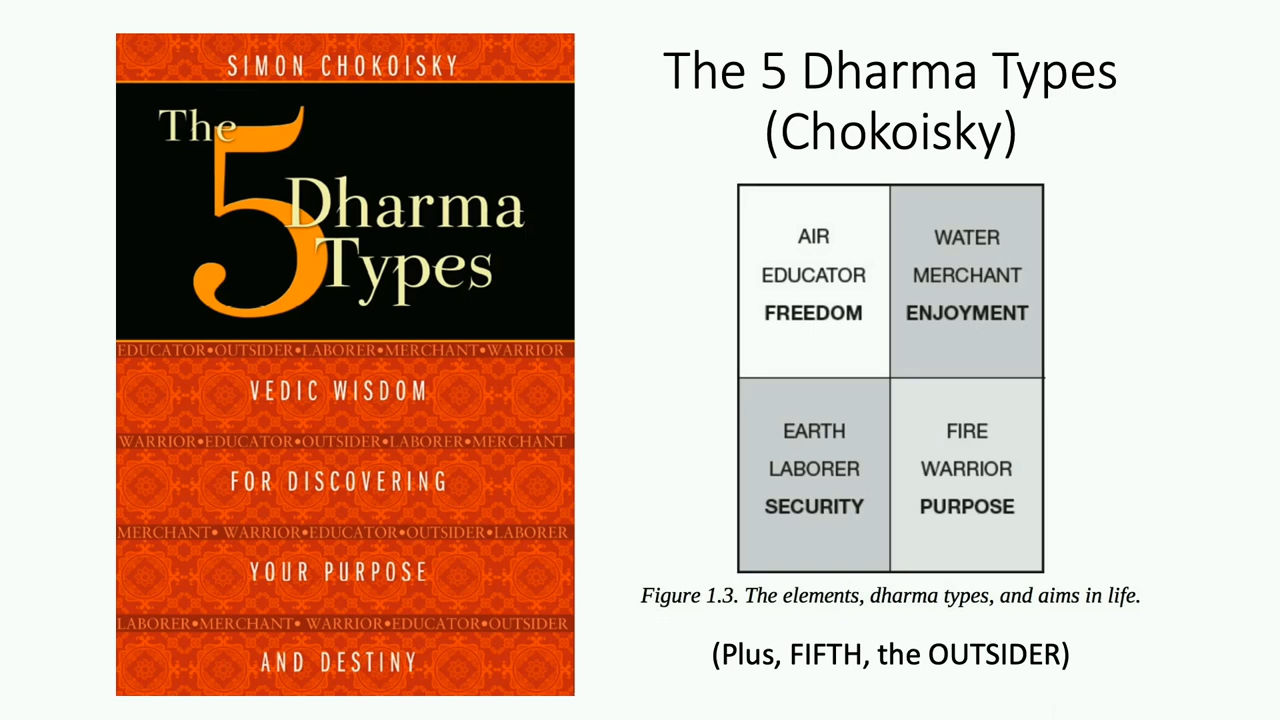 SIMON CHOKOISKY
The
5
Dharma
Types
EDUCATOR•OUTSIDER•LABORER•MERCHANT•WARRIOR
VEDIC WISDOM
WARRIOR•EDUCATOR•OUTSIDER•LABORER•MERCHANT
FOR DISCOVERING
MERCHANT• WARRIOR•EDUCATOR•OUTSIDER•LABORER
YOUR PURPOSE
LABORER•MERCHANT• WARRIOR•EDUCATOR•OUTSIDER
AND DESTINY
The 5 Dharma Types
(Chokoisky)
AIR
EDUCATOR
FREEDOM
WATER
MERCHANT
ENJOYMENT
EARTH
LABORER
SECURITY
FIRE
WARRIOR
PURPOSE
Figure 1.3. The elements, dharma types, and aims in life.
(Plus, FIFTH, the OUTSIDER)